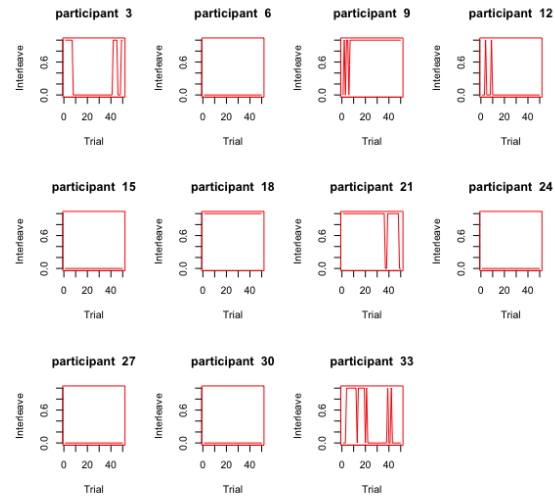 participant 3
participant 6
participant 9
participant 12
Interleave
0.0 0.6
0 20 40
Trial
Interleave
0.0 0.6
0 20 40
Trial
Interleave
0.0 0.6
0 20 40
Trial
Interleave
0.0 0.6
0 20 40
Trial
participant 15
participant 18
participant 21
participant 24
Interleave
0.0 0.6
0 20 40
Trial
Interleave
0.0 0.6
0 20 40
Trial
Interleave
0.0 0.6
0 20 40
Trial
Interleave
0.0 0.6
0 20 40
Trial
participant 27
participant 30
participant 33
Interleave
0.0 0.6
0 20 40
Trial
Interleave
0.0 0.6
0 20 40
Trial
Interleave
0.0 0.6
0 20 40
Trial